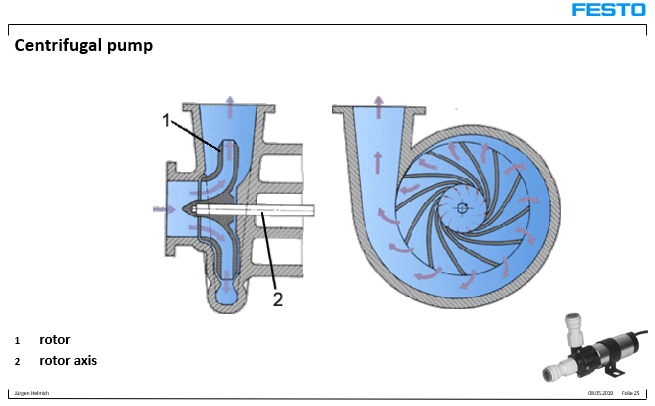 FESTO
Centrifugal pump
1
2
1 rotor
2 rotor axis
Jürgen Helmich 08.05.2019 Folie 25